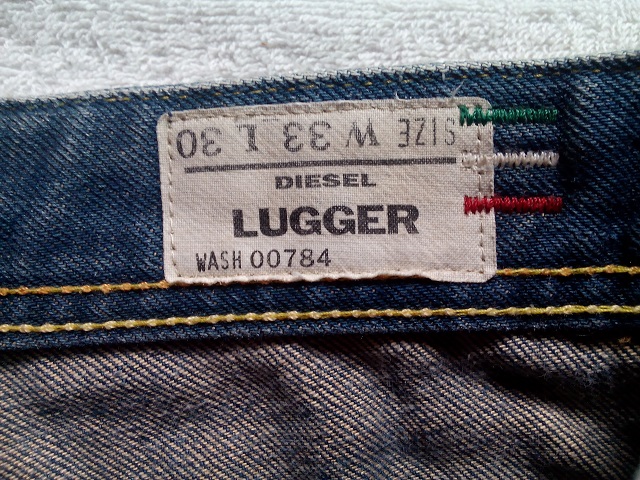 SIZE W 33 L 30
DIESEL
LUGGER
WASH 00784